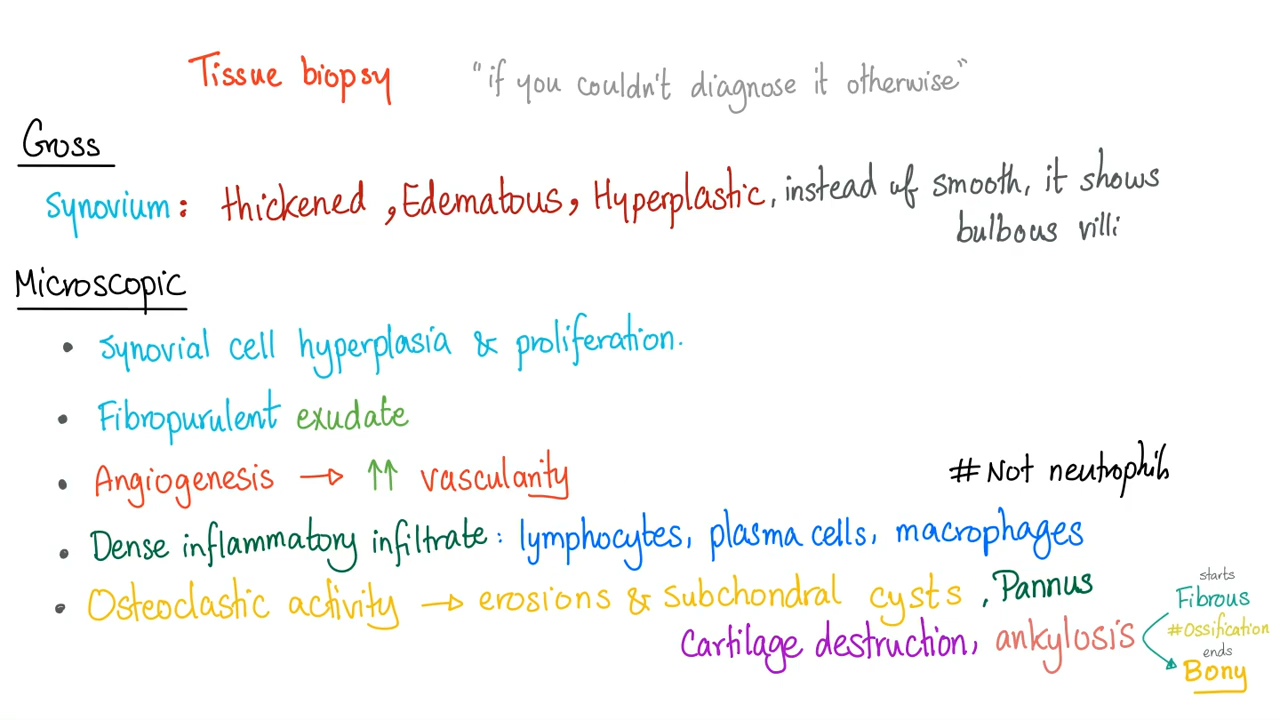 Tissue biopsy "if you couldn't diagnose it otherwise"
Gross
Synovium: thickened, Edematous, Hyperplastic, instead of smooth, it shows
bulbous villi
Microscopic
• Synovial cell hyperplasia & proliferation.
• Fibropurulent exudate
• Angiogenesis → ↑↑ vascularity
# Not neutrophils
• Dense inflammatory infiltrate: lymphocytes, plasma cells, macrophages
• Osteoclastic activity → erosions & subchondral cysts, Pannus
Cartilage destruction, ankylosis
starts
Fibrous
#Ossification
ends
Bony